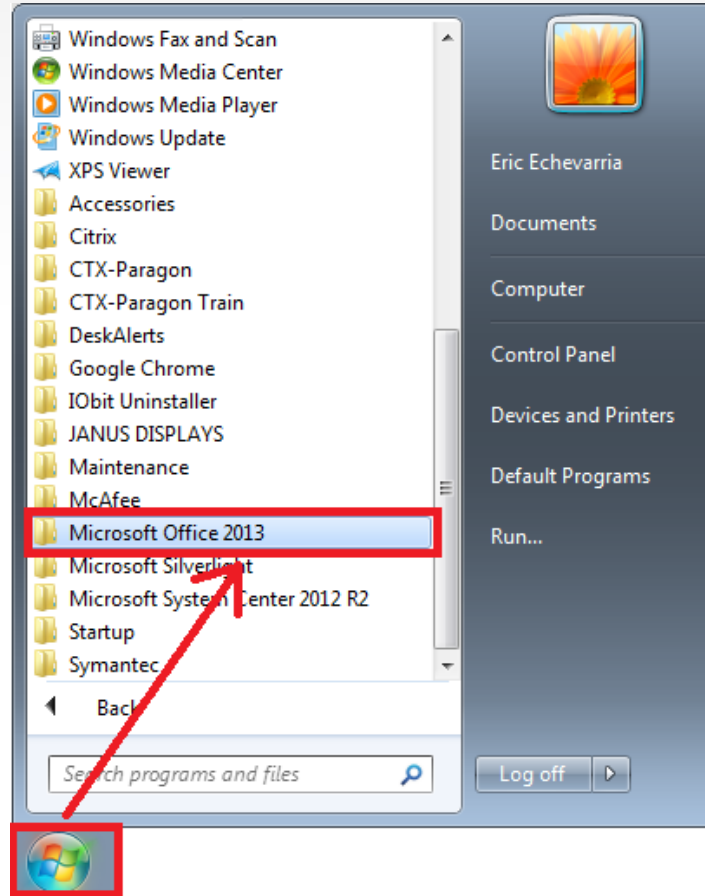 Windows Fax and Scan
Windows Media Center
Windows Media Player
Windows Update
XPS Viewer
Accessories
Citrix
CTX-Paragon
CTX-Paragon Train
DeskAlerts
Google Chrome
IObit Uninstaller
JANUS DISPLAYS
Maintenance
McAfee
Microsoft Office 2013
Microsoft Silverlight
Microsoft System Center 2012 R2
Startup
Symantec
Back
Search programs and files
Eric Echevarria
Documents
Computer
Control Panel
Devices and Printers
Default Programs
Run...
Log off